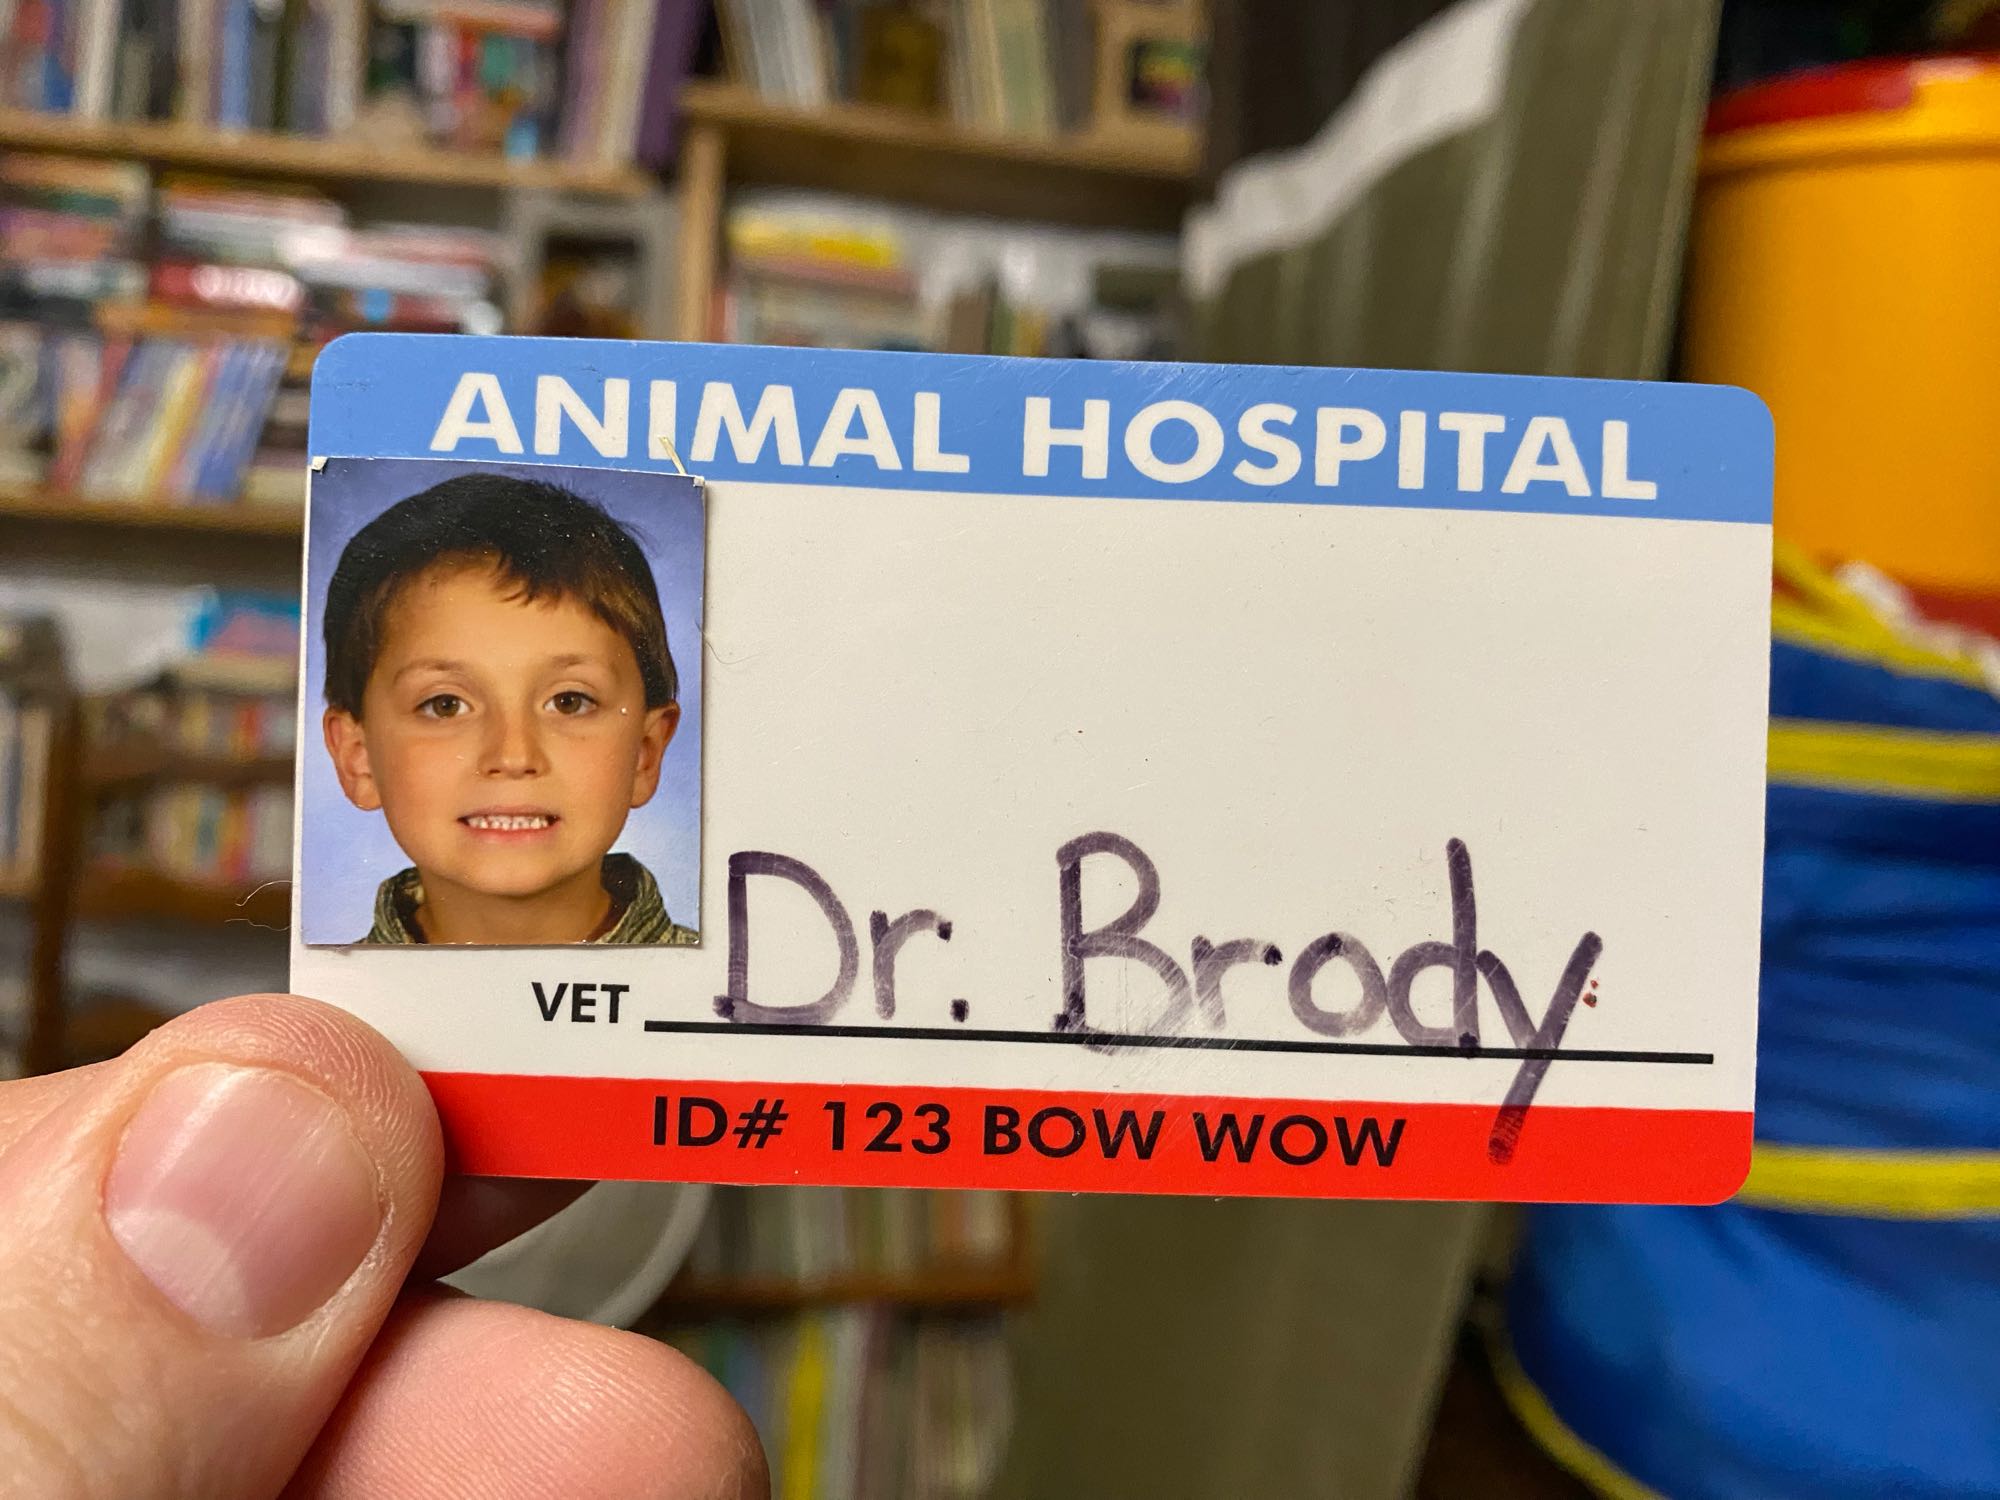 ANIMAL HOSPITAL
VET Dr. Brody
ID# 123 BOW WOW